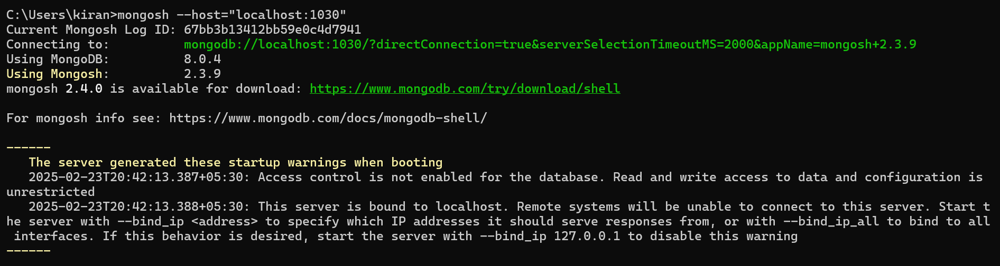 C:\Users\kiran>mongosh --host="localhost:1030"
Current Mongosh Log ID: 67bb3b13412bb59e0c4d7941
Connecting to:          mongodb://localhost:1030/?directConnection=true&serverSelectionTimeoutMS=2000&appName=mongosh+2.3.9
Using MongoDB:          8.0.4
Using Mongosh:          2.3.9
mongosh 2.4.0 is available for download: https://www.mongodb.com/try/download/shell
For mongosh info see: https://www.mongodb.com/docs/mongodb-shell/
------
   The server generated these startup warnings when booting
   2025-02-23T20:42:13.387+05:30: Access control is not enabled for the database. Read and write access to data and configuration is
unrestricted
   2025-02-23T20:42:13.388+05:30: This server is bound to localhost. Remote systems will be unable to connect to this server. Start t
he server with --bind_ip <address> to specify which IP addresses it should serve responses from, or with --bind_ip_all to bind to all
 interfaces. If this behavior is desired, start the server with --bind_ip 127.0.0.1 to disable this warning
------